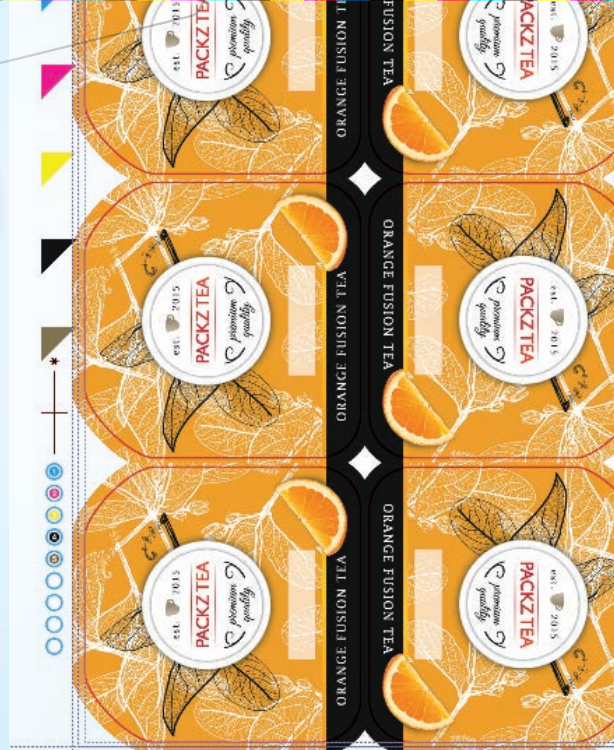 est. 2015
PACKZ TEA
premium
quality
ORANGE FUSION
est. 2015
PACKZ TEA
premium
quality
FUSION TEA
est. 2015
PACKZ TEA
premium
quality
ORANGE FUSION TEA
est. 2015
PACKZ TEA
premium
quality
ORANGE FUSION TEA
est. 2015
PACKZ TEA
premium
quality
ORANGE FUSION TEA
est. 2015
PACKZ TEA
premium
quality
ORANGE FUSION TEA